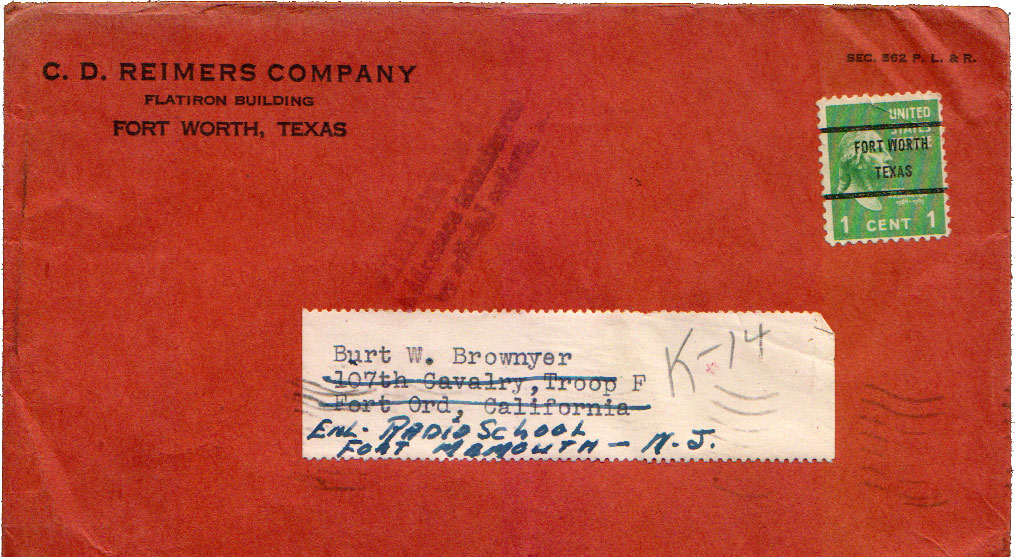 C. D. REIMERS COMPANY
FLATIRON BUILDING
FORT WORTH, TEXAS
SEC. 562 P. L. & R.
UNITED
STATES
FORT WORTH
TEXAS
1 CENT 1
K-14
Burt W. Brownyer
107th Cavalry, Troop F
Fort Ord, California
ENL. RADIO SCHOOL
FORT MAMOUTH - N.J.